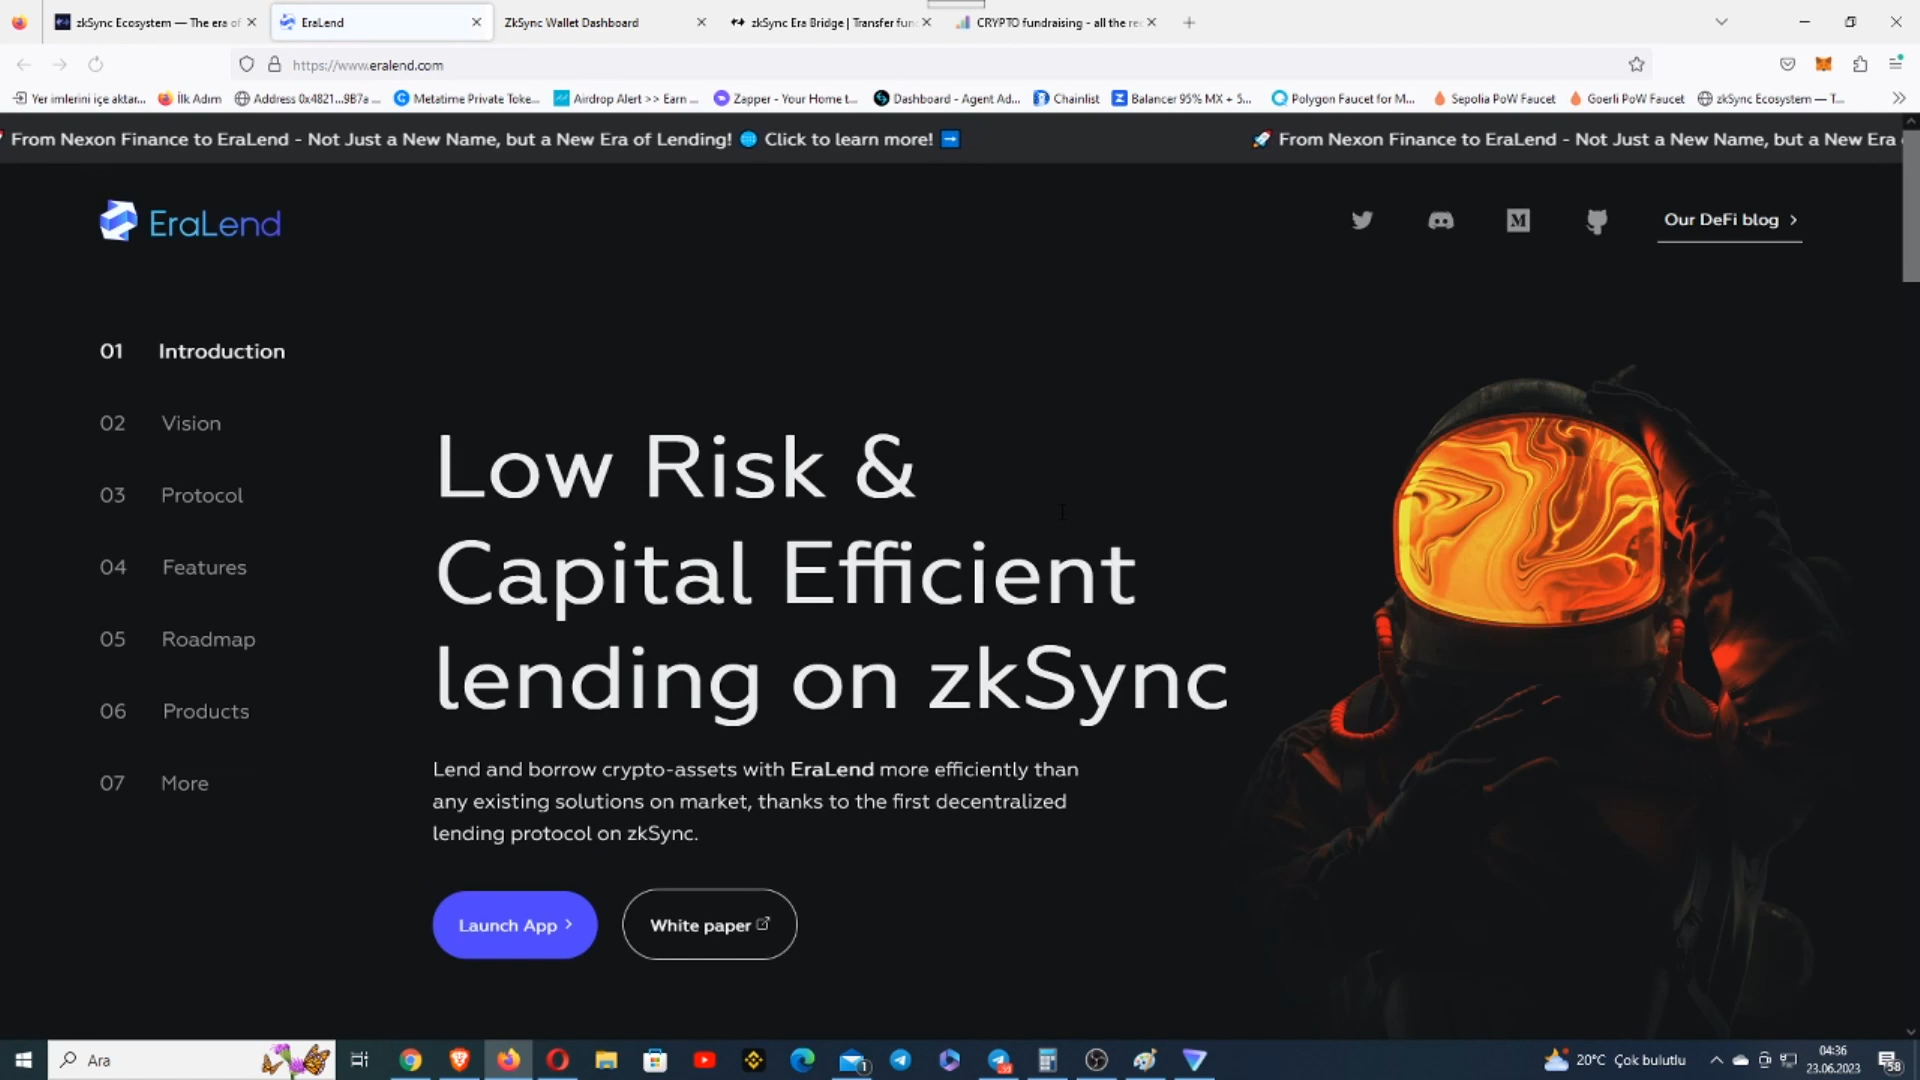 zkSync Ecosystem — The era of
EraLend
ZkSync Wallet Dashboard
zkSync Era Bridge | Transfer fun
CRYPTO fundraising - all the re
https://www.eralend.com
Yer imlerini içe aktar...
İlk Adım
Address 0x4821...9B7a ...
Metatime Private Toke...
Airdrop Alert >> Earn ...
Zapper - Your Home t...
Dashboard - Agent Ad...
Chainlist
Balancer 95% MX + 5...
Polygon Faucet for M...
Sepolia PoW Faucet
Goerli PoW Faucet
zkSync Ecosystem — T...
From Nexon Finance to EraLend - Not Just a New Name, but a New Era of Lending! Click to learn more!
From Nexon Finance to EraLend - Not Just a New Name, but a New Era
EraLend
Our DeFi blog >
01 Introduction
02 Vision
03 Protocol
04 Features
05 Roadmap
06 Products
07 More
Low Risk &
Capital Efficient
lending on zkSync
Lend and borrow crypto-assets with EraLend more efficiently than
any existing solutions on market, thanks to the first decentralized
lending protocol on zkSync.
Launch App >
White paper
Ara
1
20°C Çok bulutlu
04:36
23.06.2023
58